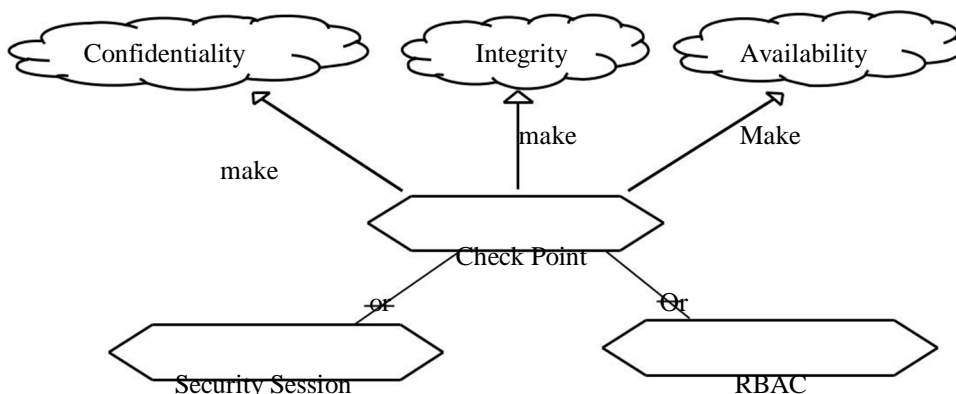 Confidentiality
Integrity
Availability
make
make
Make
Check Point
or
Or
Security Session
RBAC